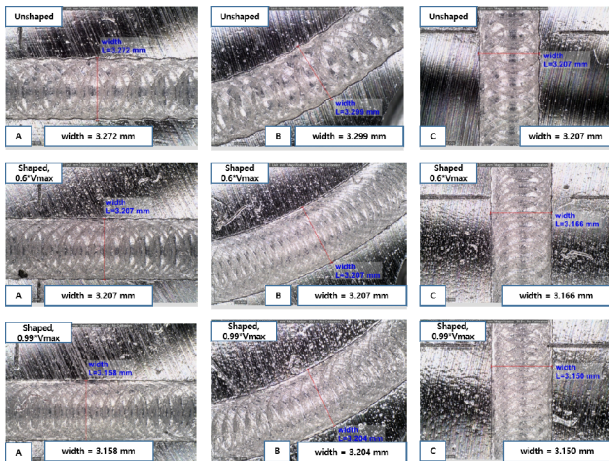 Unshaped
width
L=3.272 mm
A
width = 3.272 mm
Unshaped
width
L=3.299 mm
B
width = 3.299 mm
Unshaped
width
L=3.207 mm
C
width = 3.207 mm
Shaped,
0.6*Vmax
width
L=3.207 mm
A
width = 3.207 mm
Shaped
0.6*Vmax
width
L=3.207 mm
B
width = 3.207 mm
Shaped
0.6*Vmax
width
L=3.166 mm
C
width = 3.166 mm
Shaped,
0.99*Vmax
width
L=3.158 mm
A
width = 3.158 mm
Shaped,
0.99*Vmax
width
L=3.204 mm
B
width = 3.204 mm
Shaped,
0.99*Vmax
width
L=3.150 mm
C
width = 3.150 mm